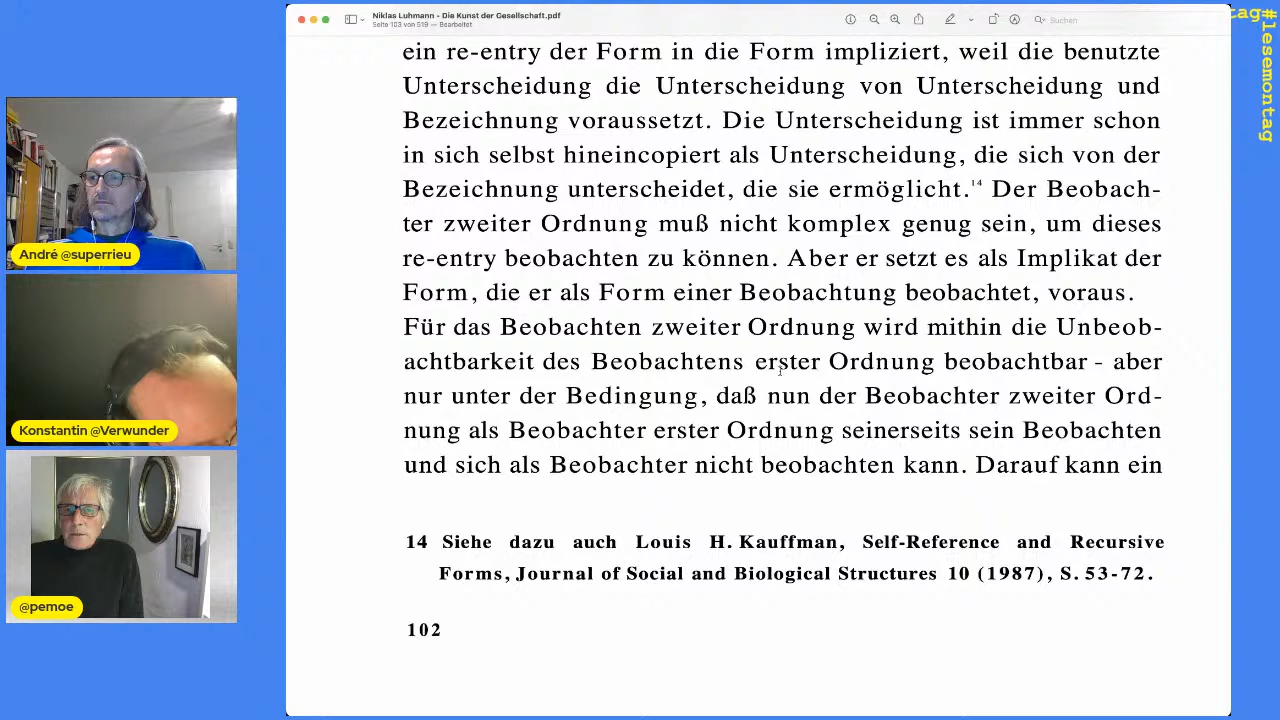 Niklas Luhmann - Die Kunst der Gesellschaft.pdf
Seite 103 von 519 – Bearbeitet
Suchen
tag#lesemontag
ein re-entry der Form in die Form impliziert, weil die benutzte
Unterscheidung die Unterscheidung von Unterscheidung und
Bezeichnung voraussetzt. Die Unterscheidung ist immer schon
in sich selbst hineincopiert als Unterscheidung, die sich von der
Bezeichnung unterscheidet, die sie ermöglicht.¹⁴ Der Beobach-
ter zweiter Ordnung muß nicht komplex genug sein, um dieses
re-entry beobachten zu können. Aber er setzt es als Implikat der
Form, die er als Form einer Beobachtung beobachtet, voraus.
Für das Beobachten zweiter Ordnung wird mithin die Unbeob-
achtbarkeit des Beobachtens erster Ordnung beobachtbar - aber
nur unter der Bedingung, daß nun der Beobachter zweiter Ord-
nung als Beobachter erster Ordnung seinerseits sein Beobachten
und sich als Beobachter nicht beobachten kann. Darauf kann ein
14 Siehe dazu auch Louis H. Kauffman, Self-Reference and Recursive
Forms, Journal of Social and Biological Structures 10 (1987), S. 53-72.
102
André @superrieu
Konstantin @Verwunder
@pemoe